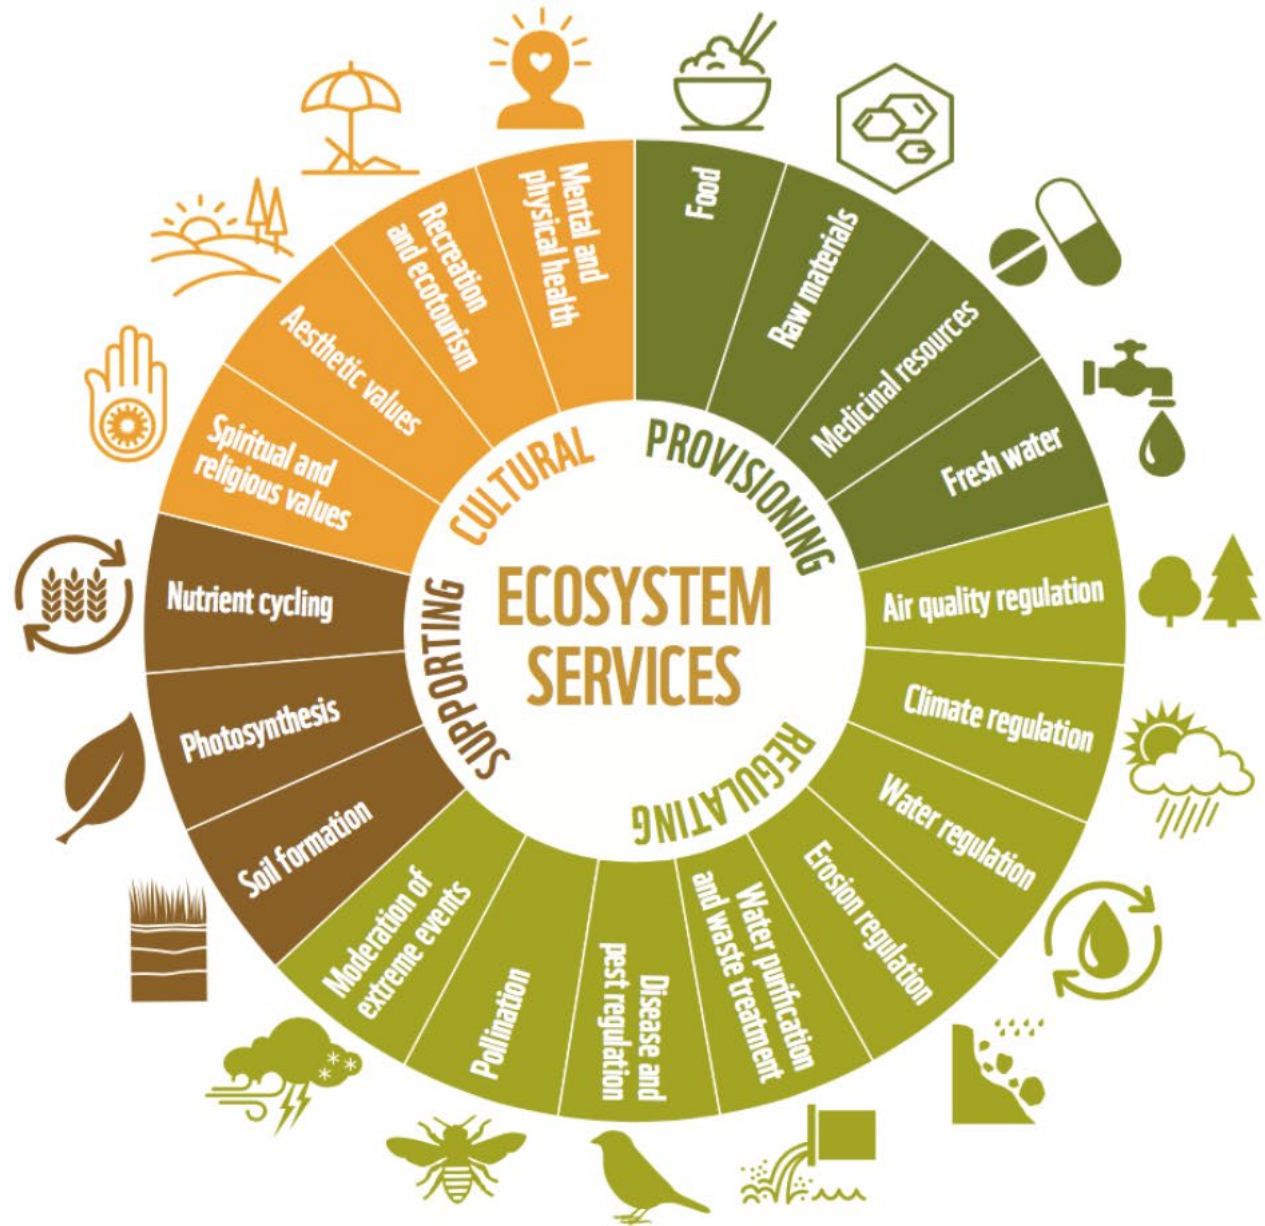 ECOSYSTEM
SERVICES
PROVISIONING
Food
Raw materials
Medicinal resources
Fresh water
REGULATING
Air quality regulation
Climate regulation
Water regulation
Erosion regulation
Water purification
and waste treatment
Disease and
pest regulation
Pollination
Moderation of
extreme events
SUPPORTING
Soil formation
Photosynthesis
Nutrient cycling
CULTURAL
Spiritual and
religious values
Aesthetic values
Recreation
and ecotourism
Mental and
physical health